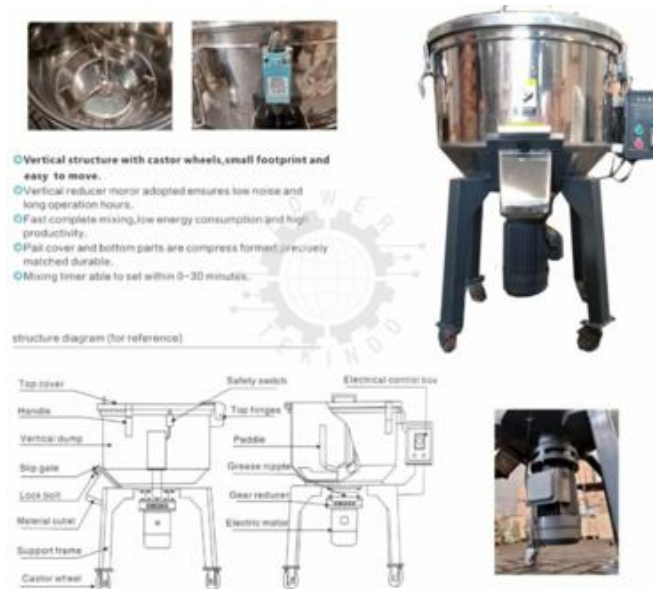 Vertical structure with castor wheels,small footprint and
easy to move.
Vertical reducer moror adopted ensures low noise and
long operation hours.
Fast complete mixing,low energy consumption and high
productivity.
Pail cover and bottom parts are compress formed precisely
matched durable.
Mixing timer able to set within 0-30 minutes.
POWER
TEKINDO
structure diagram (for reference)
Top cover
Safety switch
Electrical control box
Handle
Top hinges
Vertical dump
Paddle
Slip gate
Grease nipple
Lock bolt
Gear reducer
Material outlet
Electric motor
Support frame
Castor wheel